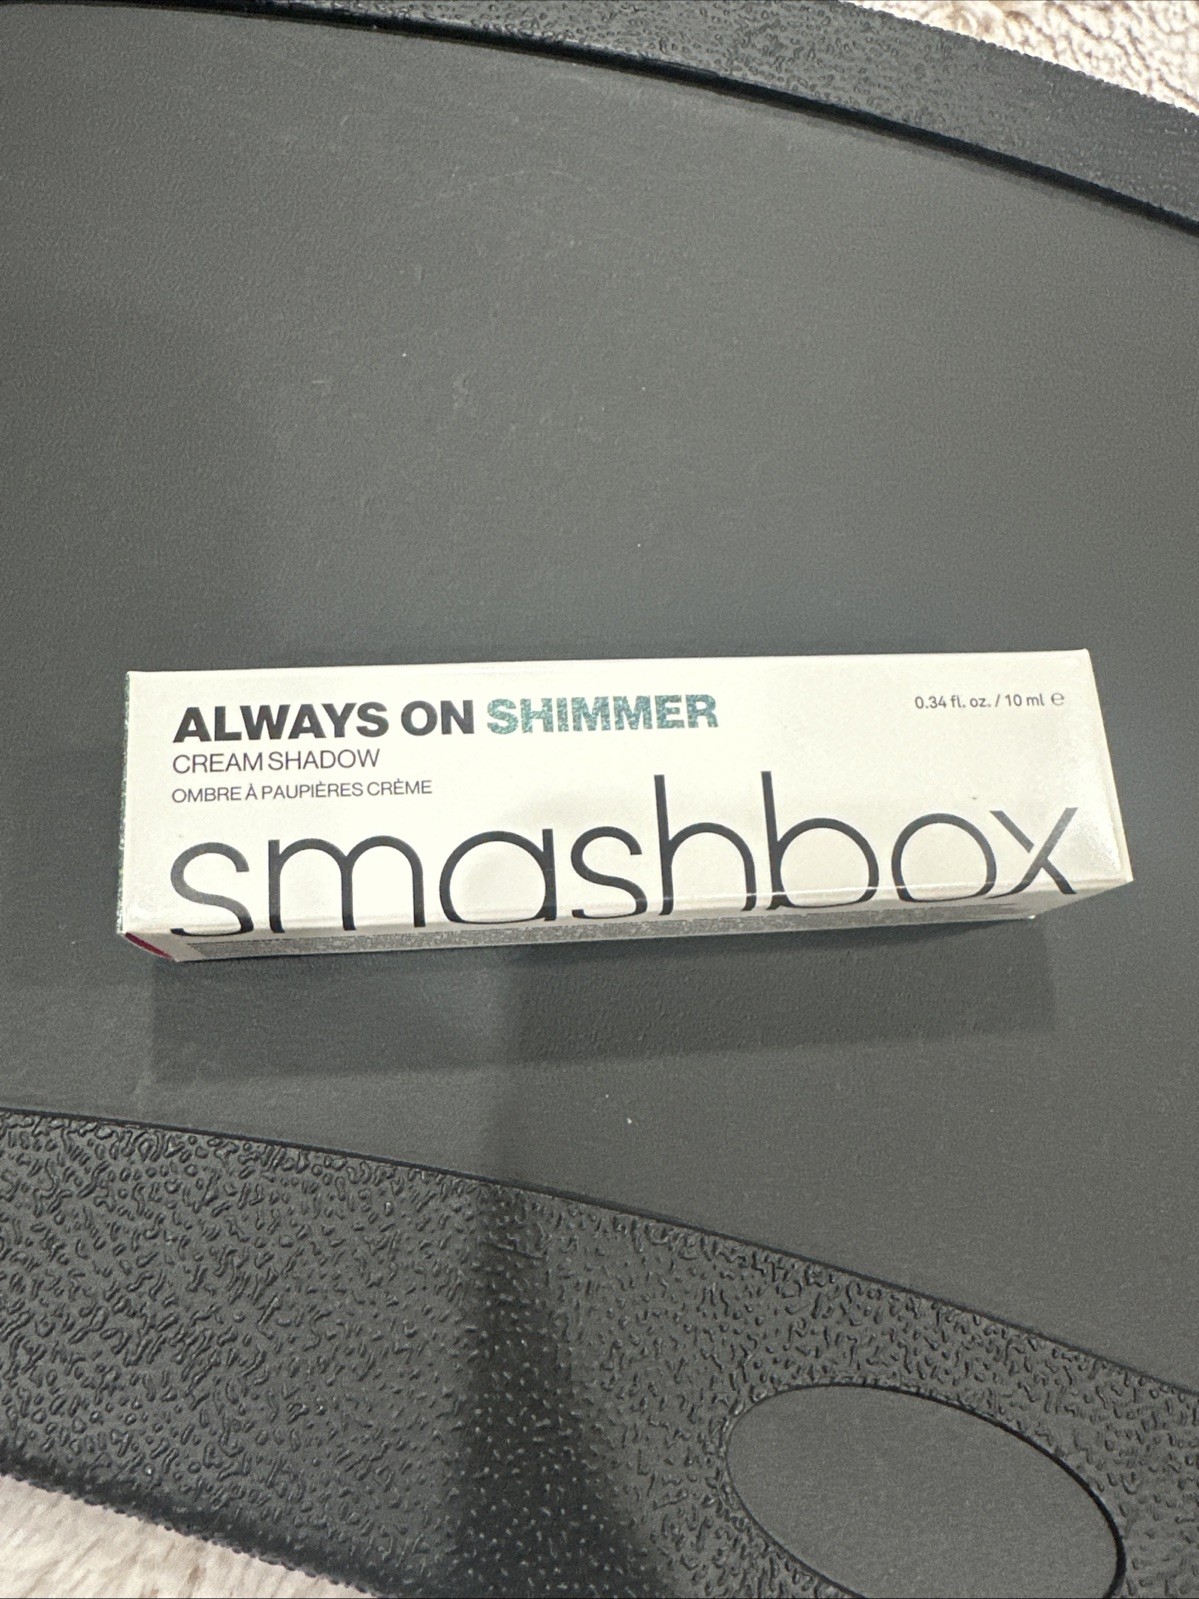 ALWAYS ON SHIMMER
0.34 fl. oz. / 10 ml ℮
CREAM SHADOW
OMBRE À PAUPIÈRES CRÈME
smashbox